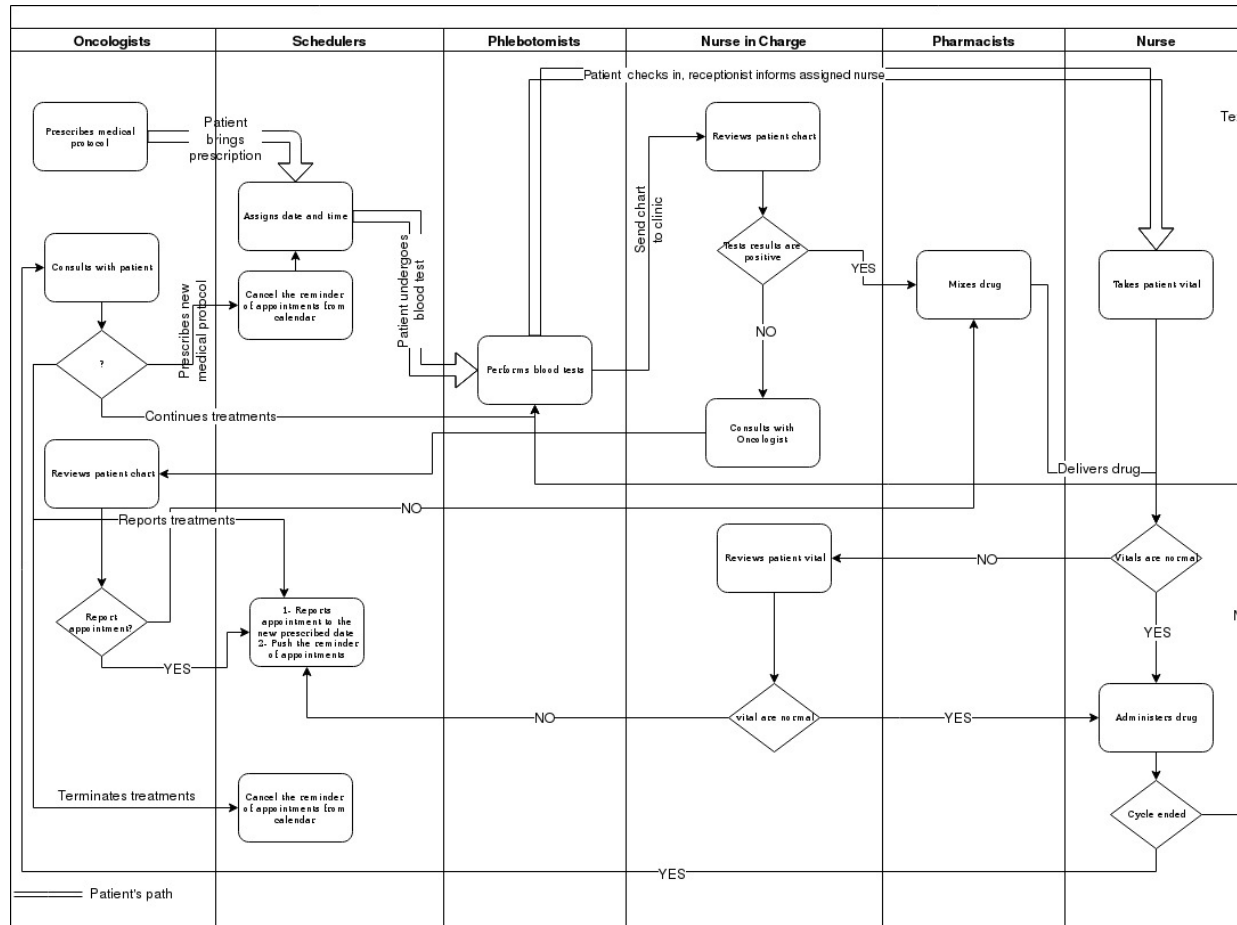 Oncologists
Schedulers
Phlebotomists
Nurse in Charge
Pharmacists
Nurse
Patient checks in, receptionist informs assigned nurse
Prescribes medical
protocol
Patient
brings
prescription
Reviews patient chart
Assigns date and time
Send chart
to clinic
Tests results are
positive
YES
Consults with patient
Cancel the reminder
of appointments from
calendar
Prescribes new
medical protocol
Patient undergoes
blood test
Mixes drug
Takes patient vital
NO
?
Performs blood tests
Continues treatments
Consults with
Oncologist
Reviews patient chart
Delivers drug
NO
Reports treatments
Reviews patient vital
NO
Vitals are normal
Report
appointment?
1- Reports
appointment to the
new prescribed date
2- Push the reminder
of appointments
YES
YES
NO
vital are normal
YES
Administers drug
Terminates treatments
Cancel the reminder
of appointments from
calendar
Cycle ended
YES
Patient's path